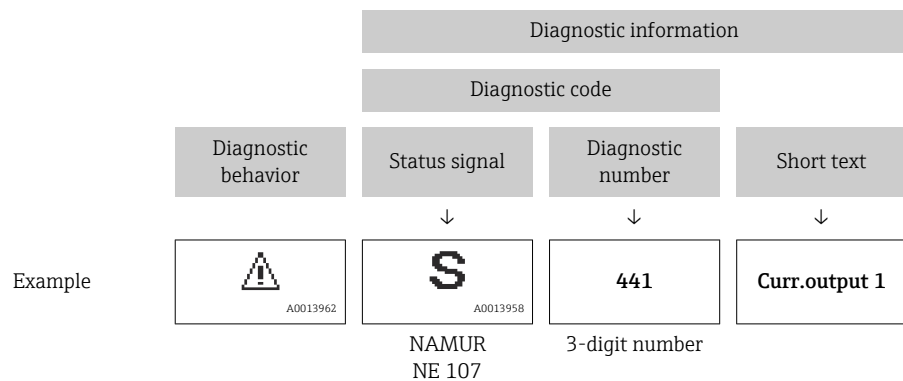 Diagnostic information
Diagnostic code
Diagnostic
behavior
Status signal
Diagnostic
number
Short text
↓ ↓ ↓
Example
A0013962
S
A0013958
441
Curr.output 1
NAMUR
NE 107
3-digit number